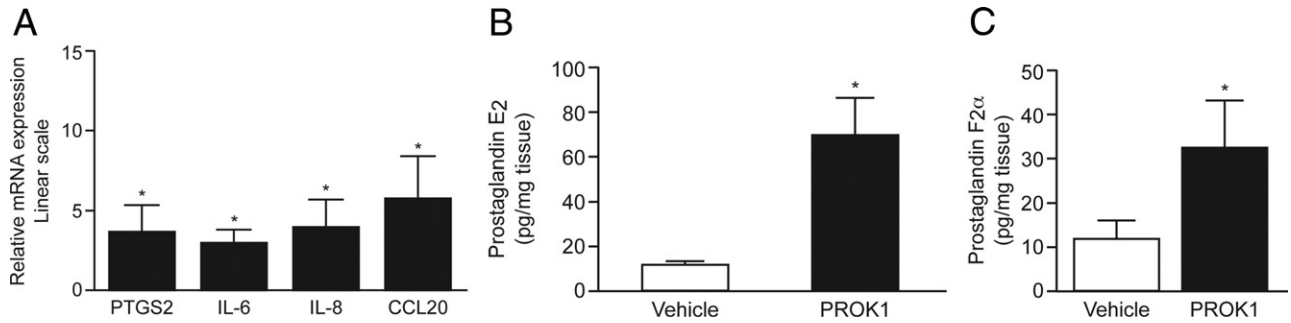 A
Relative mRNA expression
Linear scale
15
10
5
0
*
*
*
*
PTGS2 IL-6 IL-8 CCL20
B
Prostaglandin E2
(pg/mg tissue)
100
80
60
40
20
0
*
Vehicle PROK1
C
Prostaglandin F2α
(pg/mg tissue)
50
40
30
20
10
0
*
Vehicle PROK1